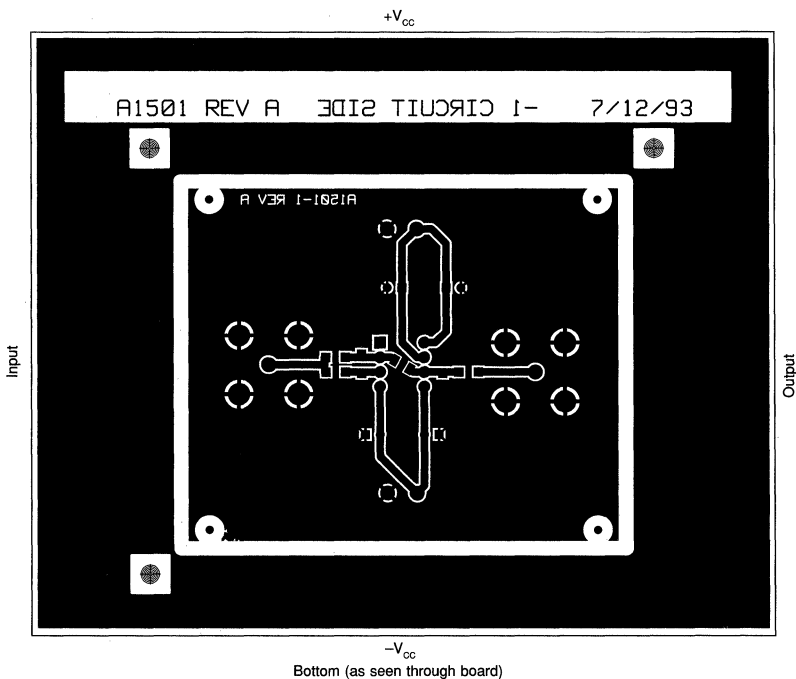 +Vcc
A1501 REV A CIRCUIT SIDE -1 7/12/93
A1501-1 REV A
Input
Output
-Vcc
Bottom (as seen through board)